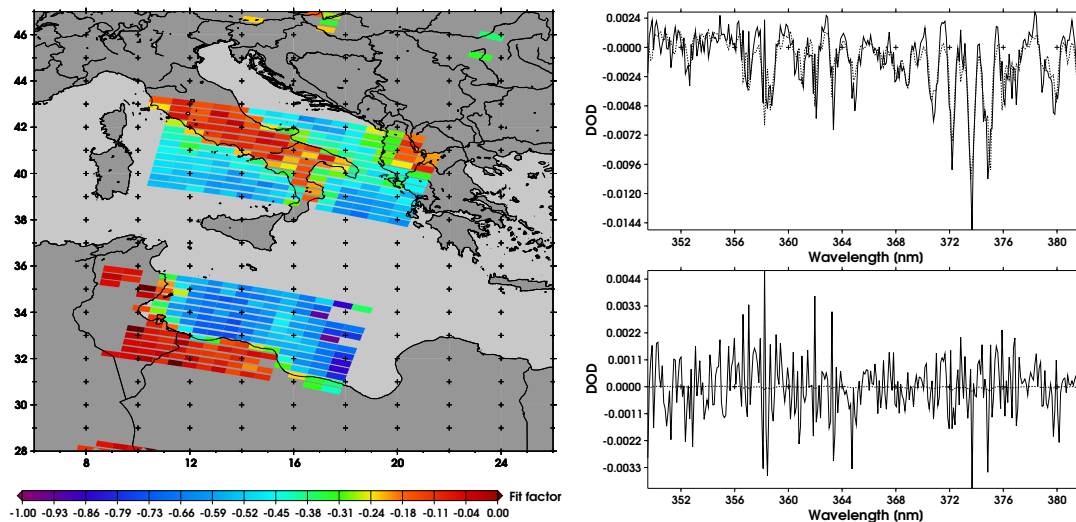 46
44
42
40
38
36
34
32
30
28
8 12 16 20 24
Fit factor
-1.00 -0.93 -0.86 -0.79 -0.73 -0.66 -0.59 -0.52 -0.45 -0.38 -0.31 -0.24 -0.18 -0.11 -0.04 0.00
0.0024
-0.0000
-0.0024
-0.0048
-0.0072
-0.0096
-0.0120
-0.0144
DOD
352 356 360 364 368 372 376 380
Wavelength (nm)
0.0044
0.0033
0.0022
0.0011
0.0000
-0.0011
-0.0022
-0.0033
DOD
352 356 360 364 368 372 376 380
Wavelength (nm)